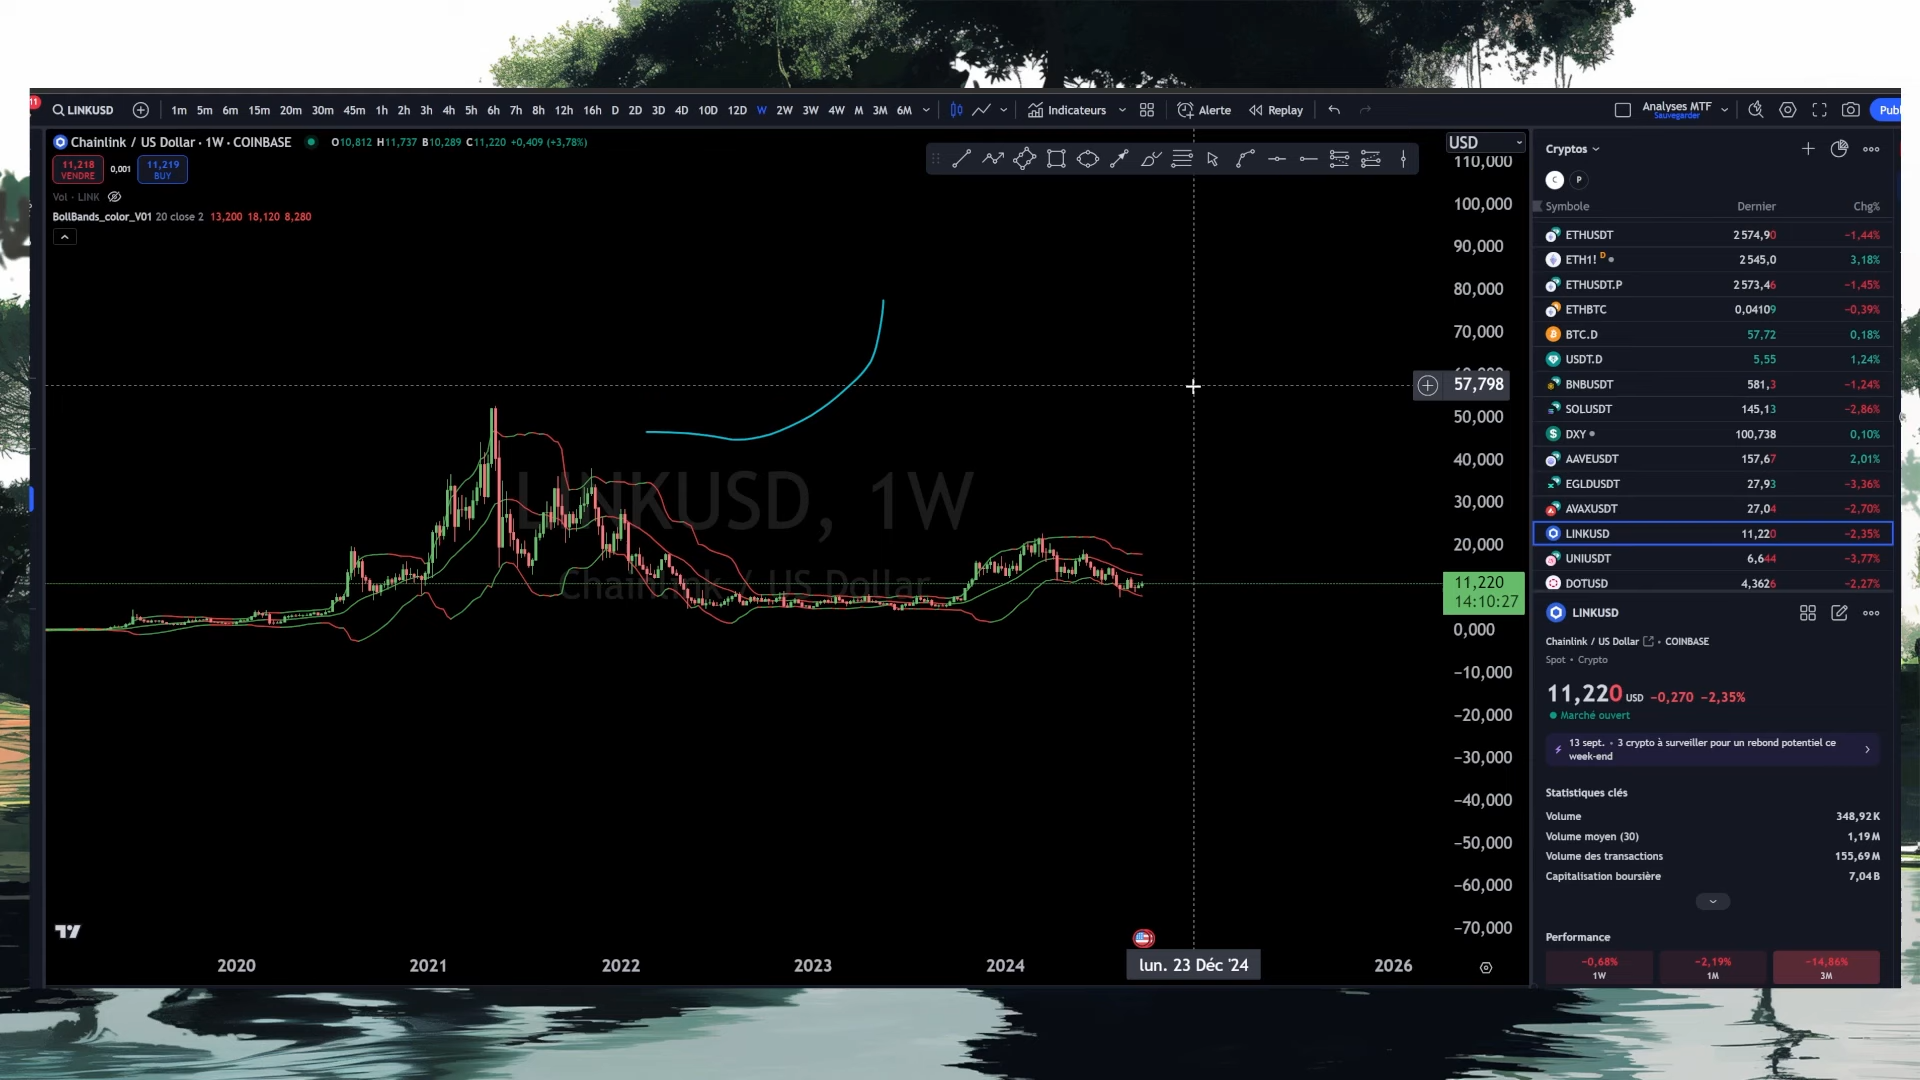 11
LINKUSD 1m 5m 6m 15m 20m 30m 45m 1h 2h 3h 4h 5h 6h 7h 8h 12h 16h D 2D 3D 4D 10D 12D W 2W 3W 4W M 3M 6M Indicateurs Alerte Replay Analyses MTF Publ
Sauvegarder
Chainlink / US Dollar · 1W · COINBASE O10,812 H11,737 B10,289 C11,220 +0,409 (+3,78%)
11,218 0,001 11,219
VENDRE BUY
Vol · LINK
BollBands_color_V01 20 close 2 13,200 18,120 8,280
LINKUSD, 1W
Chainlink / US Dollar
USD
110,000
100,000
90,000
80,000
70,000
57,798
50,000
40,000
30,000
20,000
11,220
14:10:27
0,000
−10,000
−20,000
−30,000
−40,000
−50,000
−60,000
−70,000
2020 2021 2022 2023 2024 lun. 23 Déc '24 2026
Cryptos
C P
Symbole Dernier Chg%
ETHUSDT 2 574,90 −1,44%
ETH1! D 2 545,0 3,18%
ETHUSDT.P 2 573,46 −1,45%
ETHBTC 0,04109 −0,39%
BTC.D 57,72 0,18%
USDT.D 5,55 1,24%
BNBUSDT 581,3 −1,24%
SOLUSDT 145,13 −2,86%
DXY 100,738 0,10%
AAVEUSDT 157,67 2,01%
EGLDUSDT 27,93 −3,36%
AVAXUSDT 27,04 −2,70%
LINKUSD 11,220 −2,35%
UNIUSDT 6,644 −3,77%
DOTUSD 4,3626 −2,27%
LINKUSD
Chainlink / US Dollar • COINBASE
Spot • Crypto
11,220 USD −0,270 −2,35%
Marché ouvert
13 sept. • 3 crypto à surveiller pour un rebond potentiel ce
week-end
Statistiques clés
Volume 348,92K
Volume moyen (30) 1,19M
Volume des transactions 155,69M
Capitalisation boursière 7,04B
Performance
−0,68% −2,19% −14,86%
1W 1M 3M